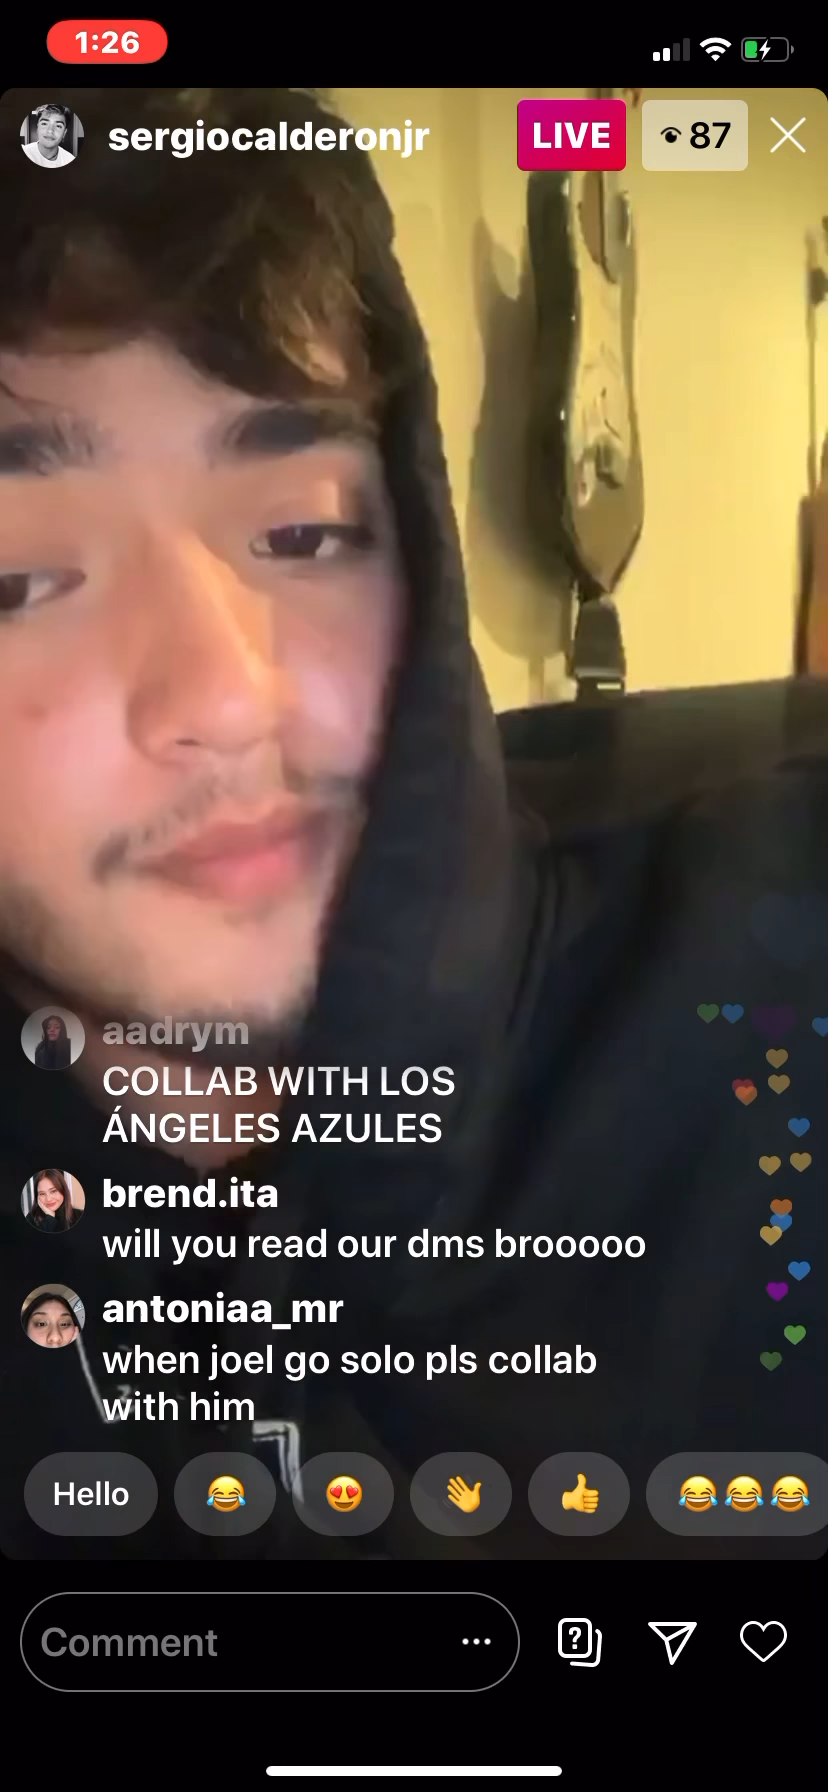 1:26
sergiocalderonjr
LIVE
87
aadrym
COLLAB WITH LOS
ÁNGELES AZULES
brend.ita
will you read our dms brooooo
antoniaa_mr
when joel go solo pls collab
with him
Hello
Comment